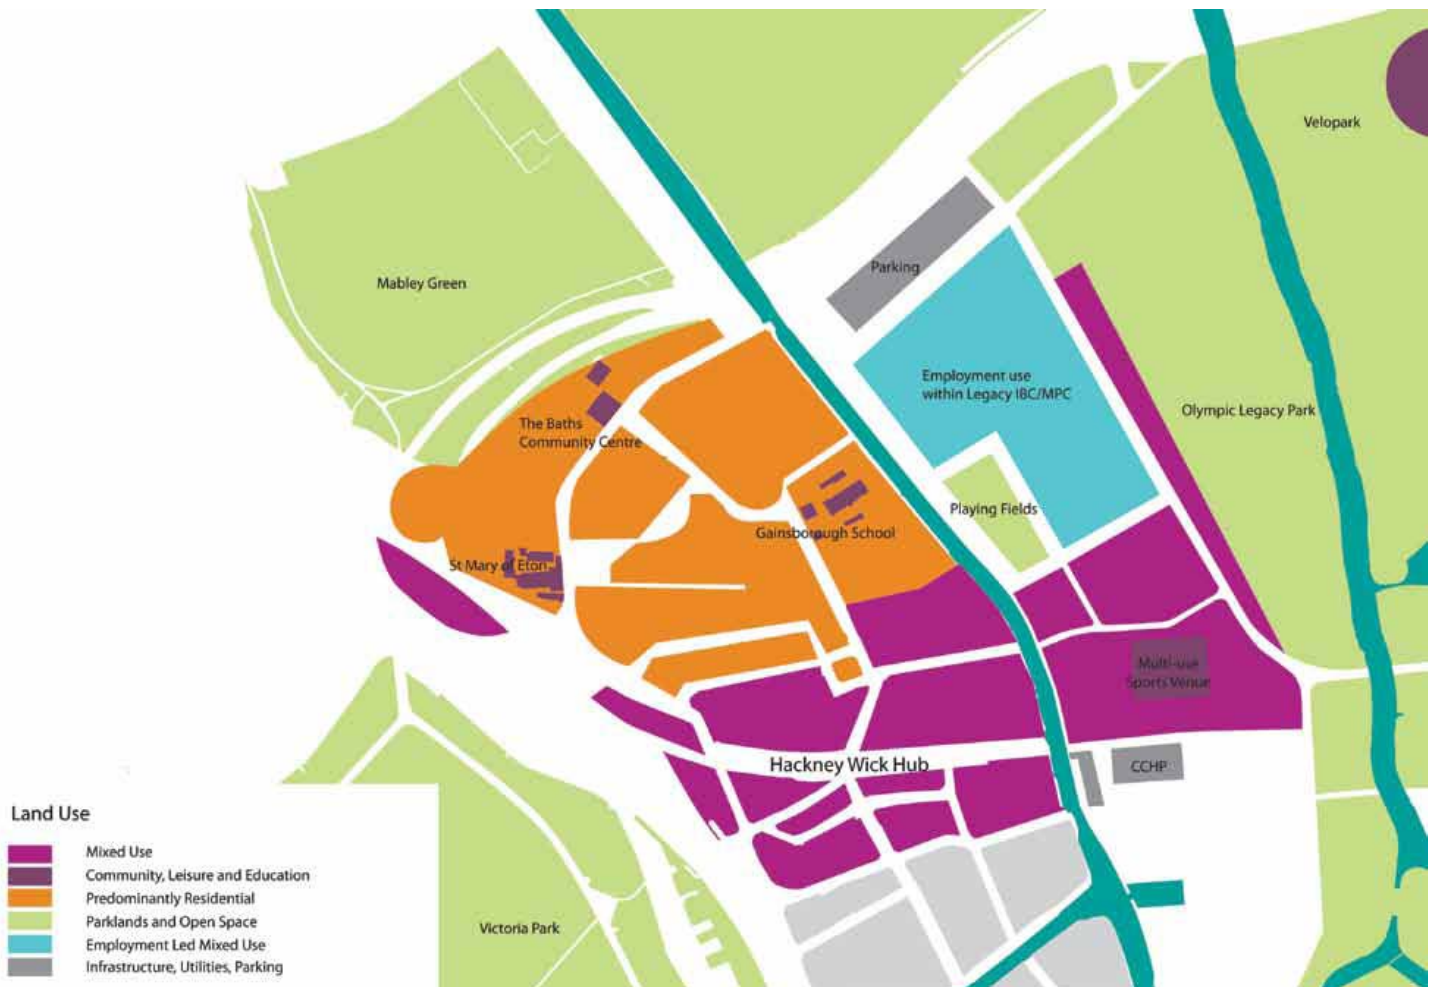 Velopark
Parking
Mabley Green
Employment use
within Legacy IBC/MPC
Olympic Legacy Park
The Baths
Community Centre
Playing Fields
Gainsborough School
St Mary of Eton
Multi-use
Sports Venue
Hackney Wick Hub
CCHP
Land Use
Mixed Use
Community, Leisure and Education
Predominantly Residential
Parklands and Open Space
Employment Led Mixed Use
Infrastructure, Utilities, Parking
Victoria Park